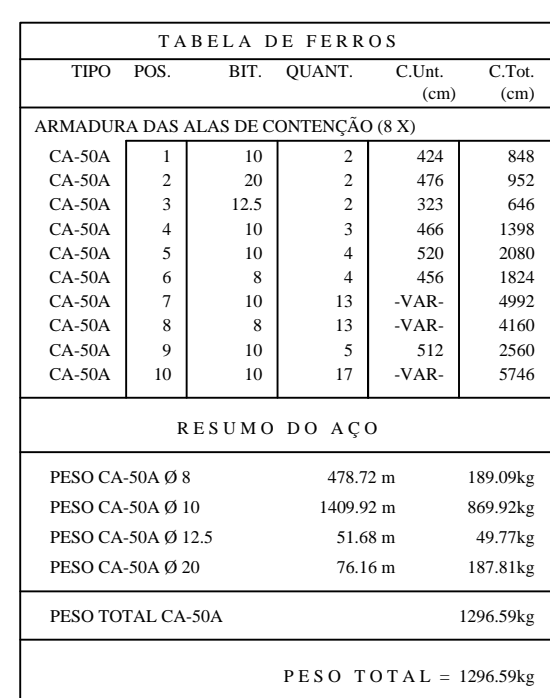 TABELA DE FERROS
TIPO POS. BIT. QUANT. C.Unt. C.Tot.
(cm) (cm)
ARMADURA DAS ALAS DE CONTENÇÃO (8 X)
CA-50A 1 10 2 424 848
CA-50A 2 20 2 476 952
CA-50A 3 12.5 2 323 646
CA-50A 4 10 3 466 1398
CA-50A 5 10 4 520 2080
CA-50A 6 8 4 456 1824
CA-50A 7 10 13 -VAR- 4992
CA-50A 8 8 13 -VAR- 4160
CA-50A 9 10 5 512 2560
CA-50A 10 10 17 -VAR- 5746
RESUMO DO AÇO
PESO CA-50A Ø 8 478.72 m 189.09kg
PESO CA-50A Ø 10 1409.92 m 869.92kg
PESO CA-50A Ø 12.5 51.68 m 49.77kg
PESO CA-50A Ø 20 76.16 m 187.81kg
PESO TOTAL CA-50A 1296.59kg
PESO TOTAL = 1296.59kg